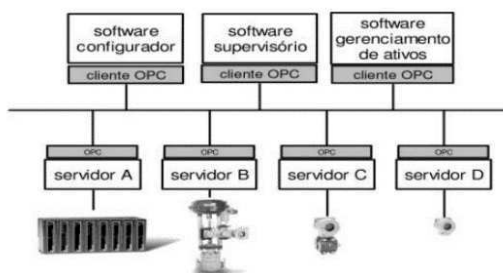 software
configurador
cliente OPC
software
supervisório
cliente OPC
software
gerenciamento
de ativos
cliente OPC
OPC
servidor A
OPC
servidor B
OPC
servidor C
OPC
servidor D